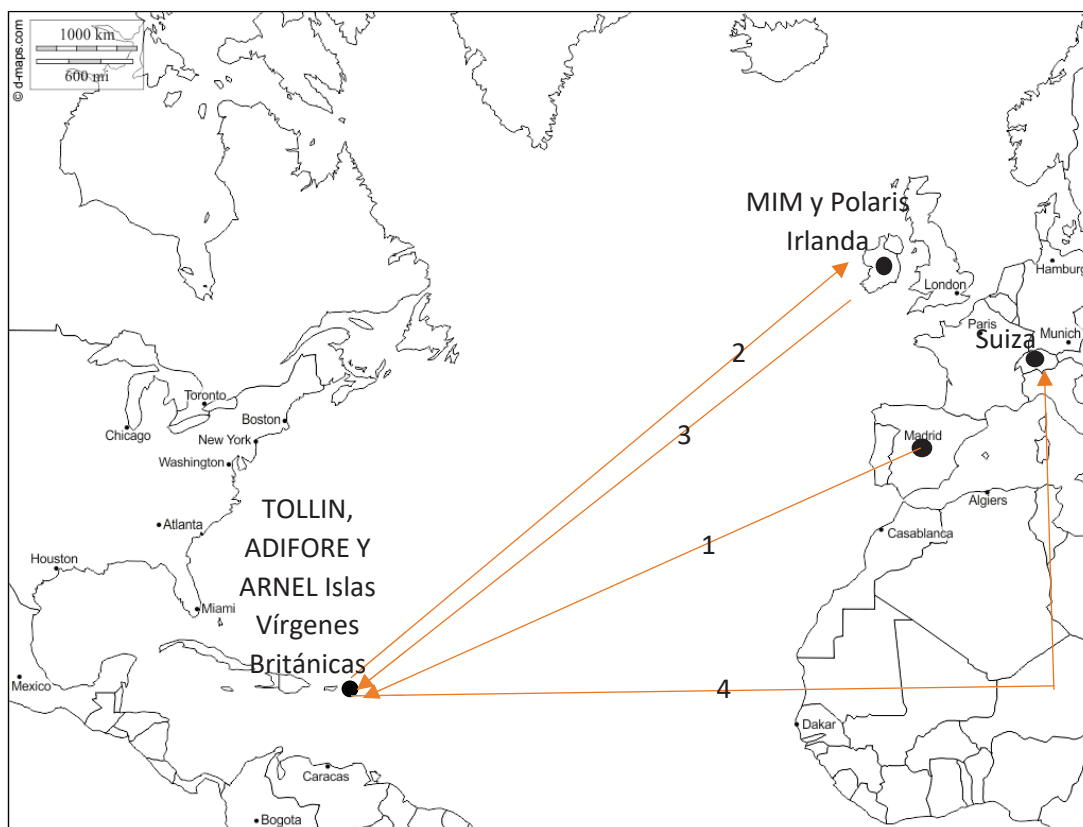 © d-maps.com
1000 km
600 mi
MIM y Polaris
Irlanda
Hamburg
London
Paris
Suiza
Munich
2
Toronto
Boston
Chicago
New York
3
Madrid
Washington
TOLLIN,
ADIFORE Y
ARNEL Islas
Vírgenes
Británicas
Algiers
Atlanta
Casablanca
1
Houston
Miami
Mexico
4
Dakar
Caracas
Bogota